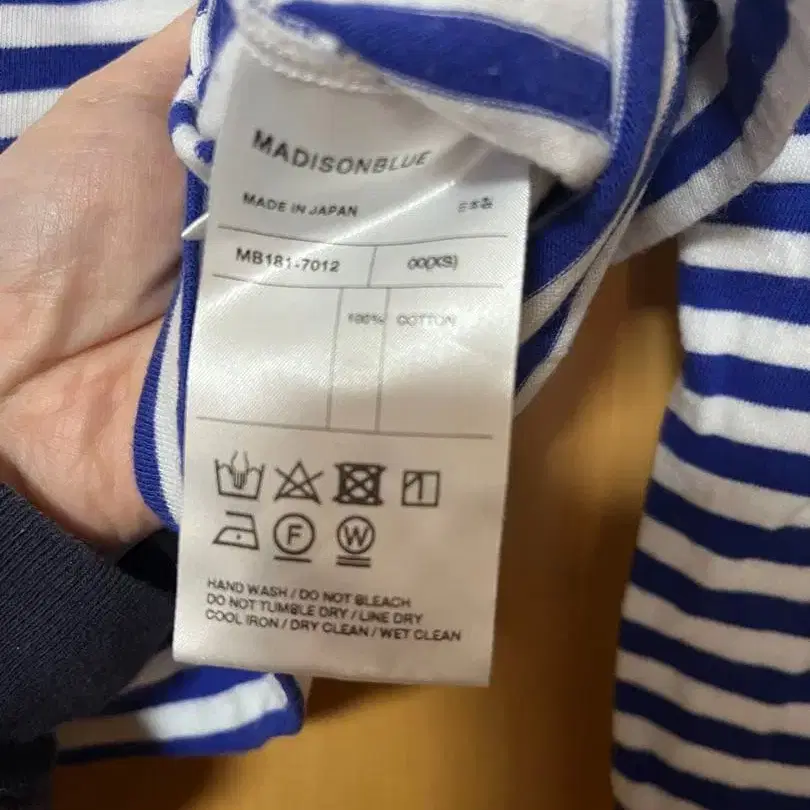 MADISONBLUE
MADE IN JAPAN 日本製
MB181-7012 00(XS)
100% COTTON
F W
HAND WASH / DO NOT BLEACH
DO NOT TUMBLE DRY / LINE DRY
COOL IRON / DRY CLEAN / WET CLEAN